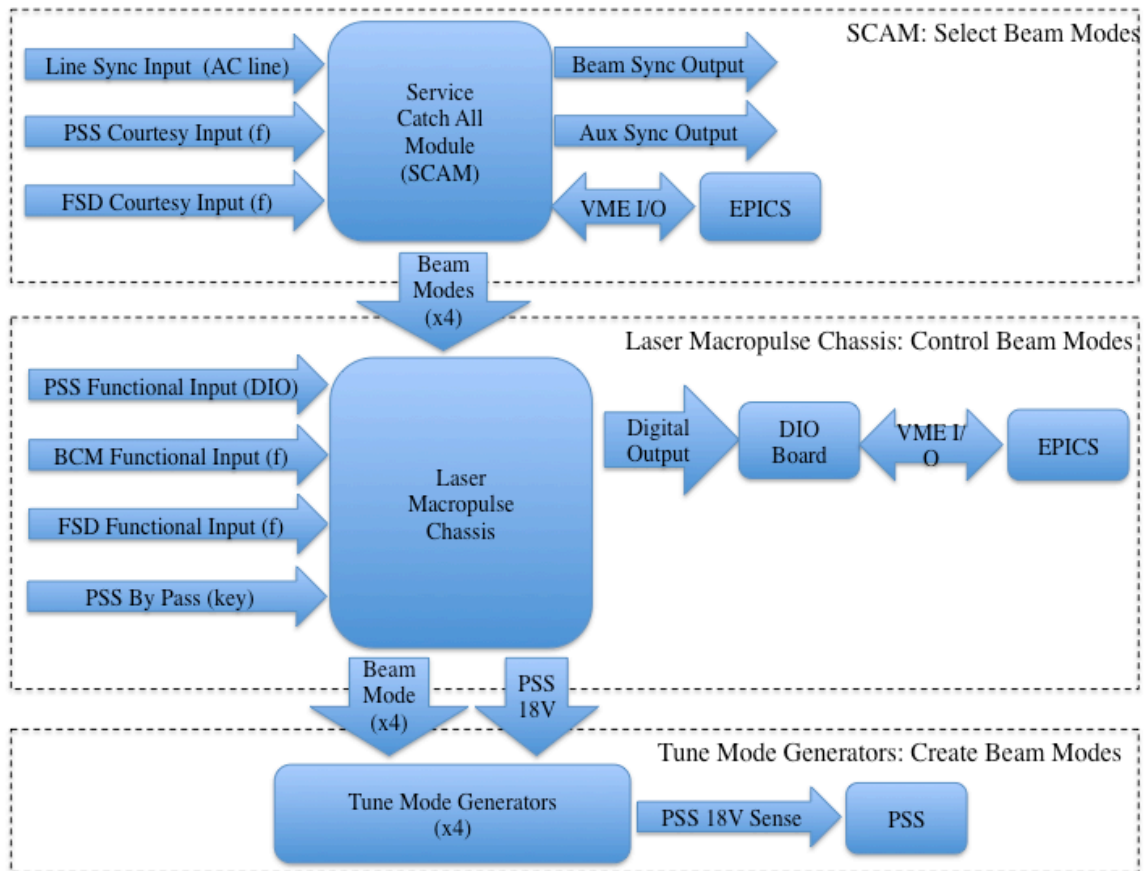 SCAM: Select Beam Modes
Line Sync Input (AC line)
PSS Courtesy Input (f)
FSD Courtesy Input (f)
Service
Catch All
Module
(SCAM)
Beam Sync Output
Aux Sync Output
VME I/O
EPICS
Beam
Modes
(x4)
Laser Macropulse Chassis: Control Beam Modes
PSS Functional Input (DIO)
BCM Functional Input (f)
FSD Functional Input (f)
PSS By Pass (key)
Laser
Macropulse
Chassis
Digital
Output
DIO
Board
VME I/
O
EPICS
Beam
Mode
(x4)
PSS
18V
Tune Mode Generators: Create Beam Modes
Tune Mode Generators
(x4)
PSS 18V Sense
PSS